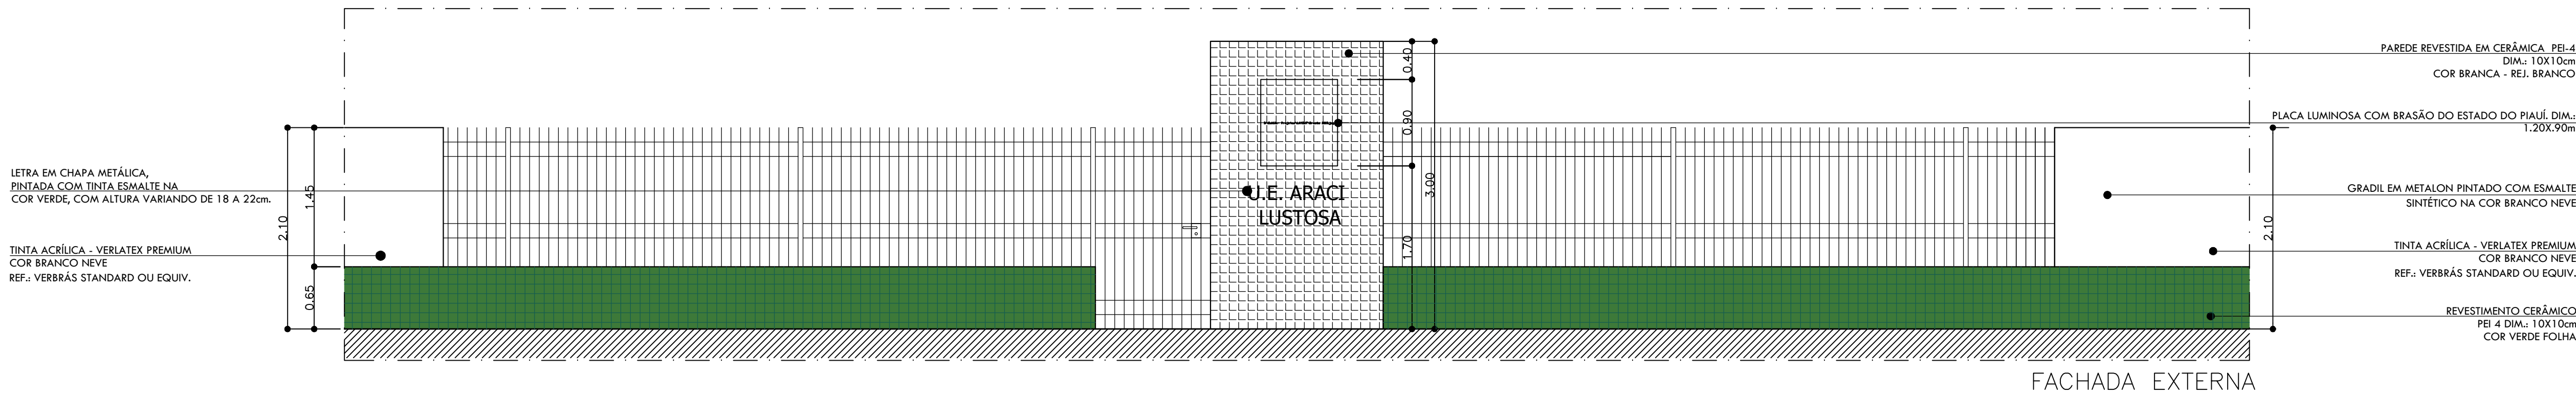 PAREDE REVESTIDA EM CERÂMICA PEI-4
DIM.: 10X10cm
COR BRANCA - REJ. BRANCO
PLACA LUMINOSA COM BRASÃO DO ESTADO DO PIAUÍ. DIM.:
1.20X.90m
LETRA EM CHAPA METÁLICA,
PINTADA COM TINTA ESMALTE NA
COR VERDE, COM ALTURA VARIANDO DE 18 A 22cm.
TINTA ACRÍLICA - VERLATEX PREMIUM
COR BRANCO NEVE
REF.: VERBRÁS STANDARD OU EQUIV.
2.10
1.45
0.65
U.E. ARACI
LUSTOSA
0.40
0.90
1.70
3.00
2.10
GRADIL EM METALON PINTADO COM ESMALTE
SINTÉTICO NA COR BRANCO NEVE
TINTA ACRÍLICA - VERLATEX PREMIUM
COR BRANCO NEVE
REF.: VERBRÁS STANDARD OU EQUIV.
REVESTIMENTO CERÂMICO
PEI 4 DIM.: 10X10cm
COR VERDE FOLHA
FACHADA EXTERNA